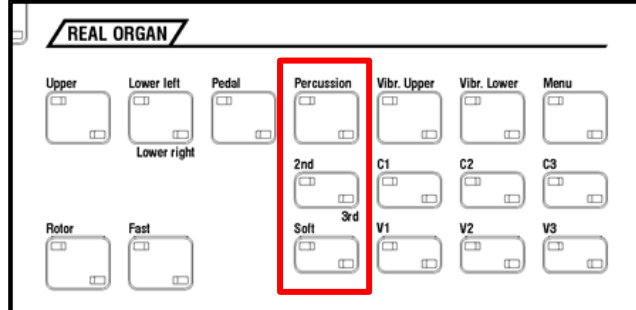 REAL ORGAN
Upper Lower left Pedal Percussion Vibr. Upper Vibr. Lower Menu
Lower right
2nd C1 C2 C3
3rd
Rotor Fast Soft V1 V2 V3